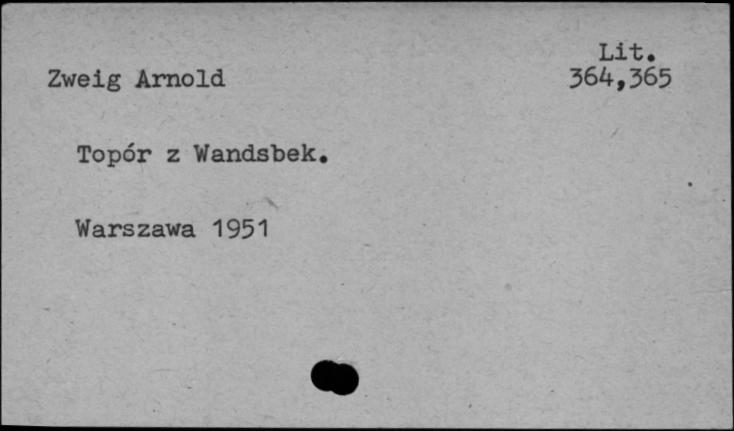 Lit.
Zweig Arnold 364,365
Topór z Wandsbek.
Warszawa 1951